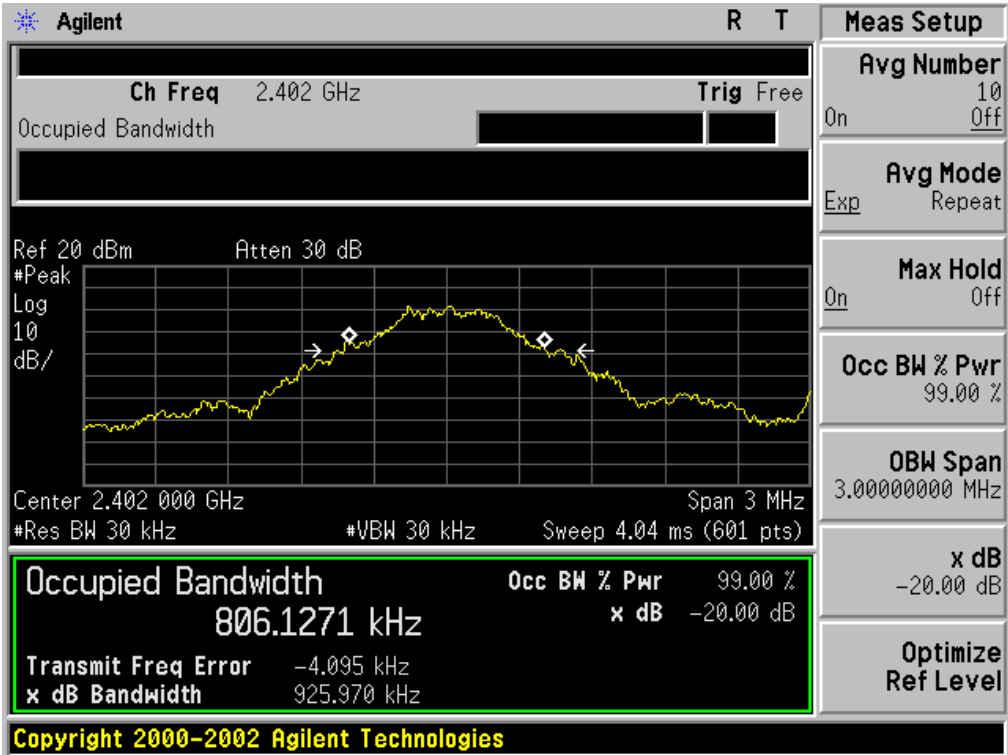 Agilent R T
Ch Freq 2.402 GHz Trig Free
Occupied Bandwidth
Ref 20 dBm Atten 30 dB
#Peak
Log
10
dB/
Center 2.402 000 GHz Span 3 MHz
#Res BW 30 kHz #VBW 30 kHz Sweep 4.04 ms (601 pts)
Occupied Bandwidth
806.1271 kHz
Occ BW % Pwr 99.00 %
x dB -20.00 dB
Transmit Freq Error -4.095 kHz
x dB Bandwidth 925.970 kHz
Copyright 2000-2002 Agilent Technologies
Meas Setup
Avg Number
10
On Off
Avg Mode
Exp Repeat
Max Hold
On Off
Occ BW % Pwr
99.00 %
OBW Span
3.00000000 MHz
x dB
-20.00 dB
Optimize
Ref Level